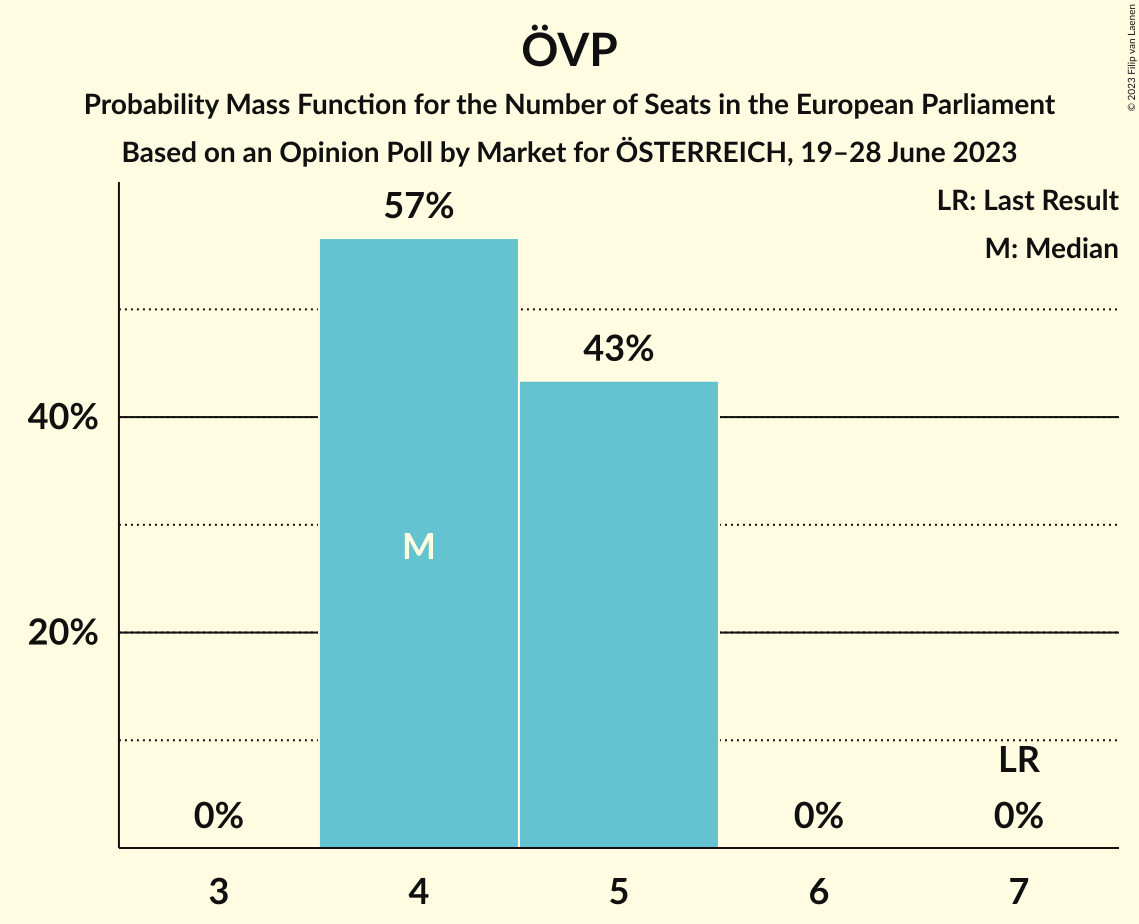 ÖVP
Probability Mass Function for the Number of Seats in the European Parliament
Based on an Opinion Poll by Market for ÖSTERREICH, 19–28 June 2023
© 2023 Filip van Laenen
LR: Last Result
M: Median
57%
43%
40%
M
20%
LR
0%
0%
0%
3
4
5
6
7